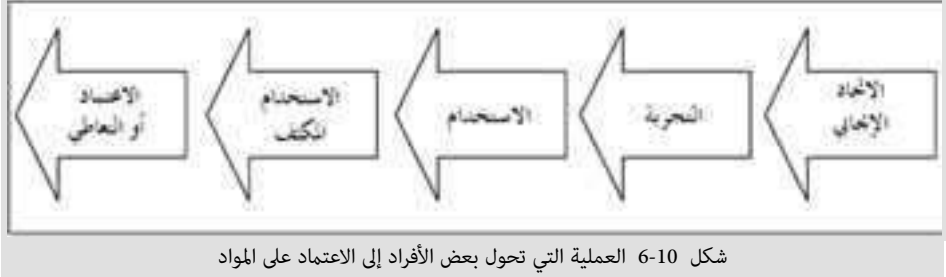 الاتجاه
الإيجابي
التجربة
الاستخدام
الاستخدام
المكثف
الاعتماد
أو التعاطي
شكل 10-6 العملية التي تحول بعض الأفراد إلى الاعتماد على المواد